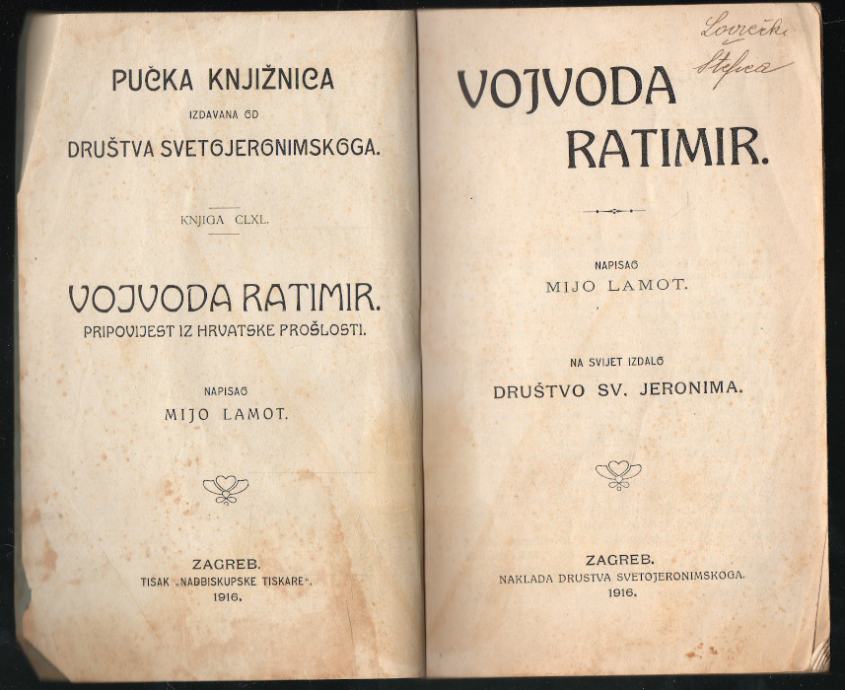 PUČKA KNJIŽNICA
IZDAVANA OD
DRUŠTVA SVETOJERONIMSKOGA.
KNJIGA CLXL.
VOJVODA RATIMIR.
PRIPOVIJEST IZ HRVATSKE PROŠLOSTI.
NAPISAO
MIJO LAMOT.
ZAGREB.
TISAK „NADBISKUPSKE TISKARE“.
1916.
Lovrečki
Štefica
VOJVODA
RATIMIR.
NAPISAO
MIJO LAMOT.
NA SVIJET IZDALO
DRUŠTVO SV. JERONIMA.
ZAGREB.
NAKLADA DRUSTVA SVETOJERONIMSKOGA.
1916.